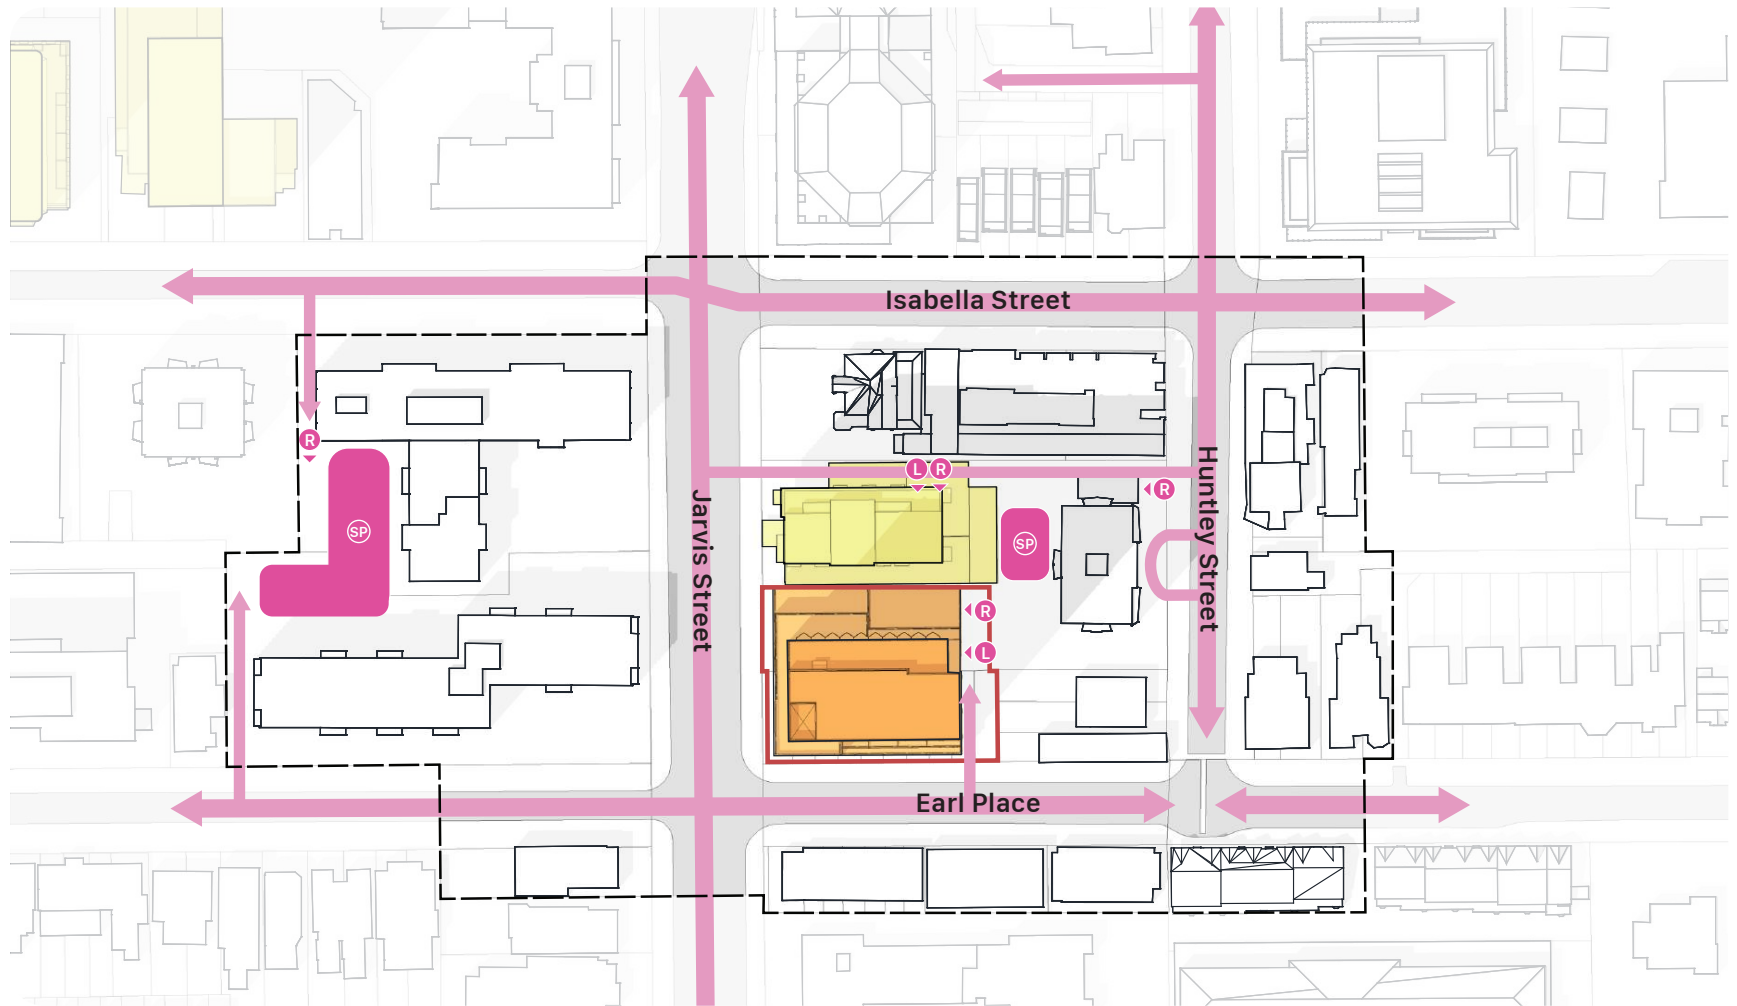 Isabella Street
R
L R
R
SP
SP
Jarvis Street
Huntley Street
R
L
Earl Place